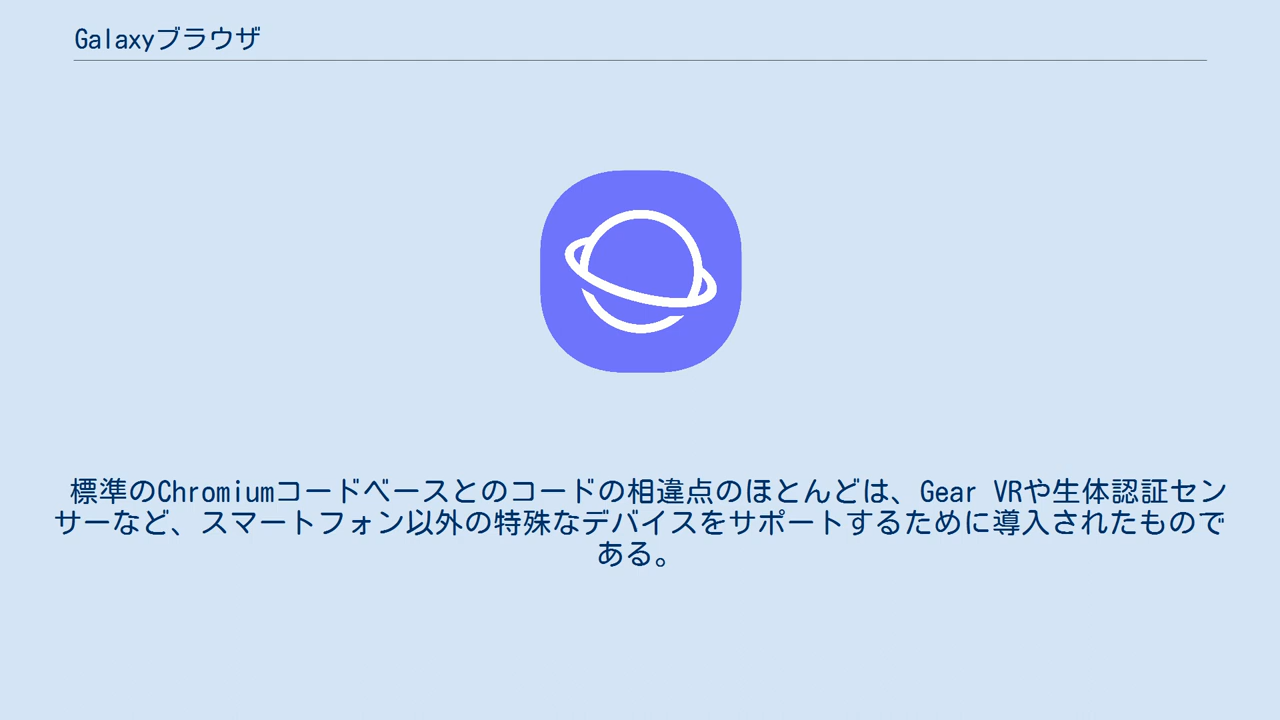 Galaxyブラウザ
標準のChromiumコードベースとのコードの相違点のほとんどは、Gear VRや生体認証セン
サーなど、スマートフォン以外の特殊なデバイスをサポートするために導入されたもので
ある。